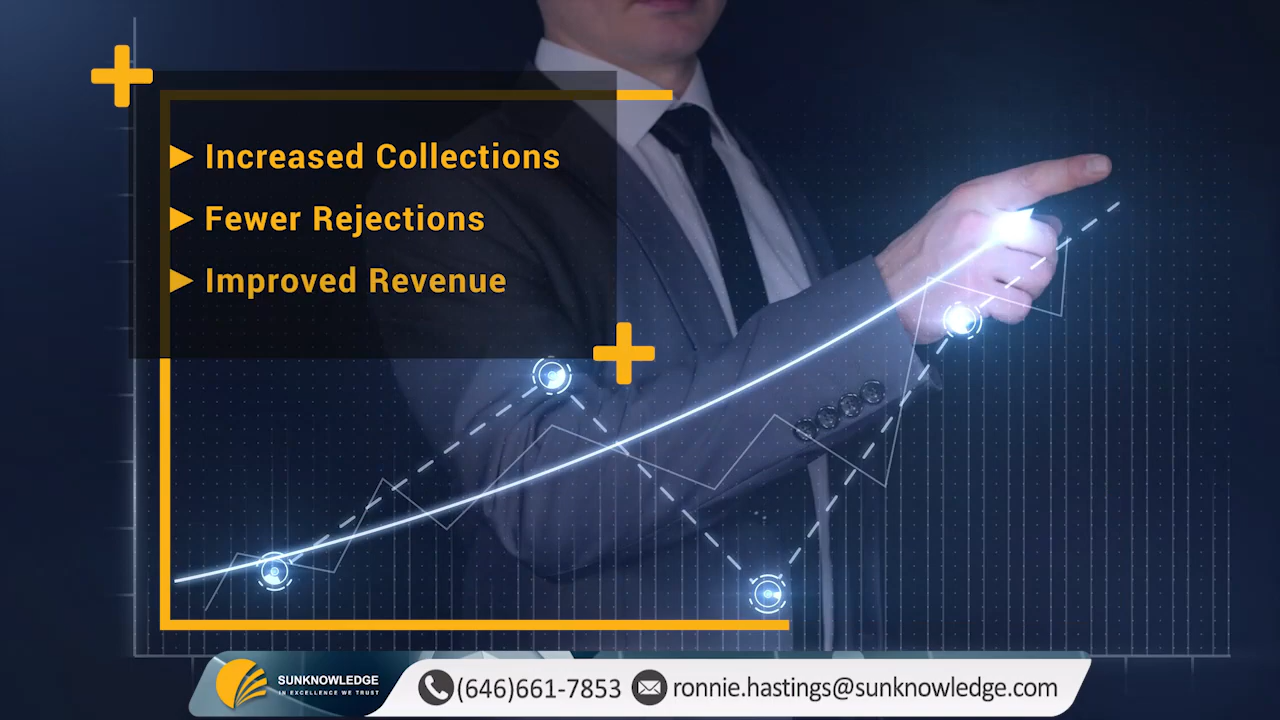 Increased Collections
Fewer Rejections
Improved Revenue
SUNKNOWLEDGE
IN EXCELLENCE WE TRUST
(646)661-7853
ronnie.hastings@sunknowledge.com